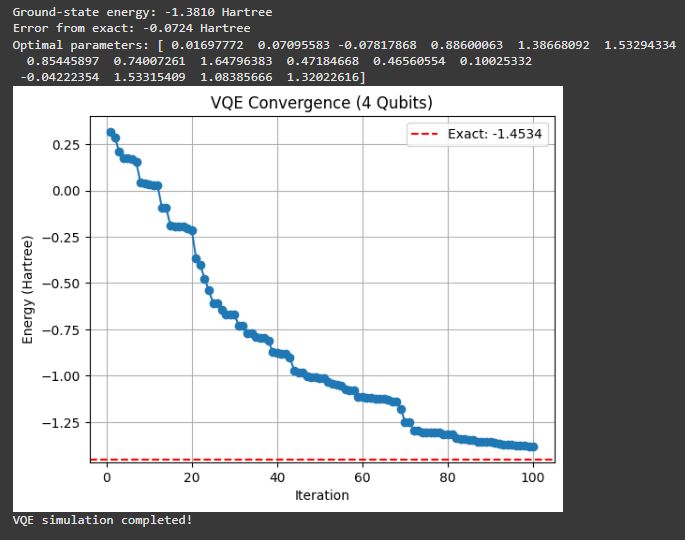 Ground-state energy: -1.3810 Hartree
Error from exact: -0.0724 Hartree
Optimal parameters: [ 0.01697772  0.07095583 -0.07817868  0.88600063  1.38668092  1.53294334
  0.85445897  0.74007261  1.64796383  0.47184668  0.46560554  0.10025332
 -0.04222354  1.53315409  1.08385666  1.32022616]
VQE Convergence (4 Qubits)
Exact: -1.4534
0.25
0.00
−0.25
−0.50
−0.75
−1.00
−1.25
Energy (Hartree)
0 20 40 60 80 100
Iteration
VQE simulation completed!